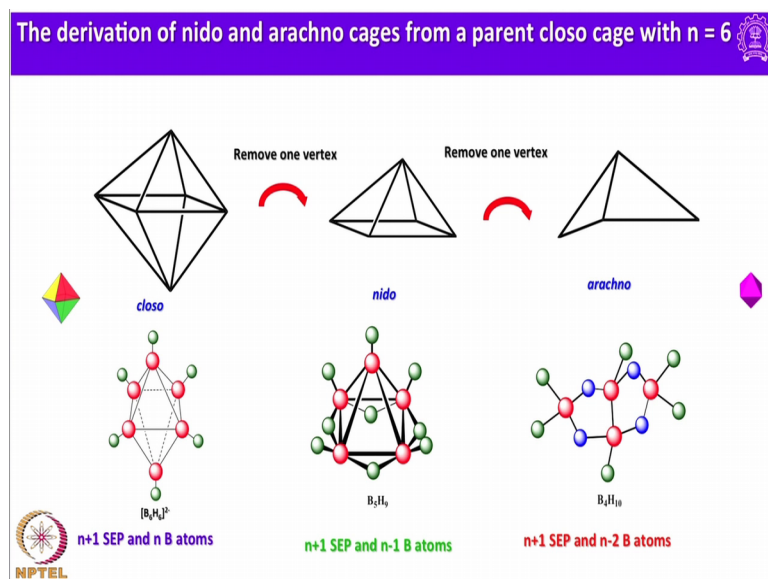 The derivation of nido and arachno cages from a parent closo cage with n = 6
Remove one vertex
Remove one vertex
closo
nido
arachno
[B₆H₆]²⁻
B₅H₉
B₄H₁₀
n+1 SEP and n B atoms
n+1 SEP and n-1 B atoms
n+1 SEP and n-2 B atoms
NPTEL